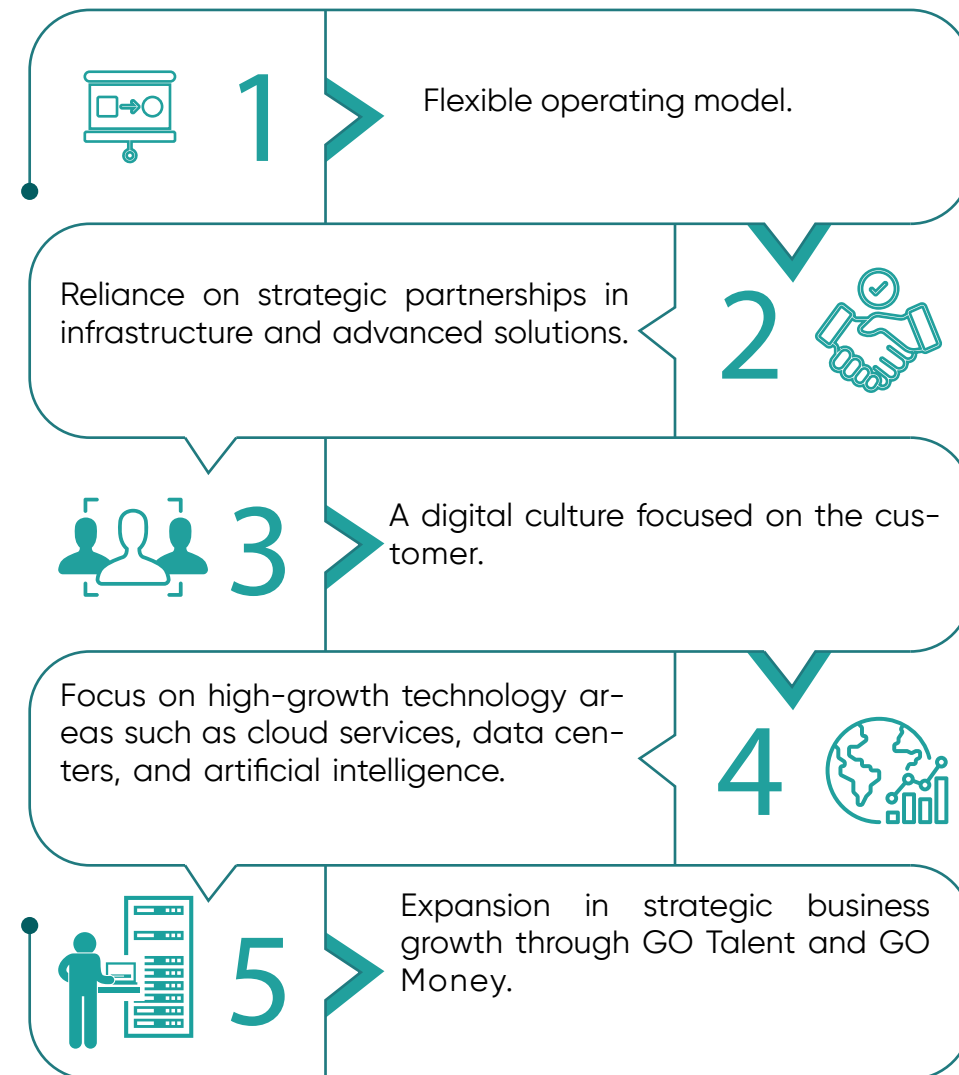 1
Flexible operating model.
Reliance on strategic partnerships in
infrastructure and advanced solutions.
2
3
A digital culture focused on the cus-
tomer.
Focus on high-growth technology ar-
eas such as cloud services, data cen-
ters, and artificial intelligence.
4
5
Expansion in strategic business
growth through GO Talent and GO
Money.